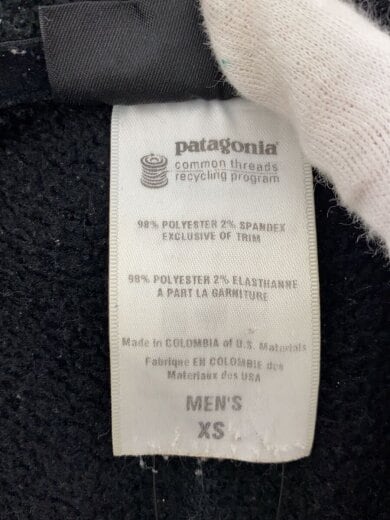 patagonia®
common threads
recycling program
98% POLYESTER 2% SPANDEX
EXCLUSIVE OF TRIM
98% POLYESTER 2% ELASTHANNE
A PART LA GARNITURE
Made in COLOMBIA of U.S. Materials
Fabrique EN COLOMBIE des
Materiaux des USA
MEN'S
XS